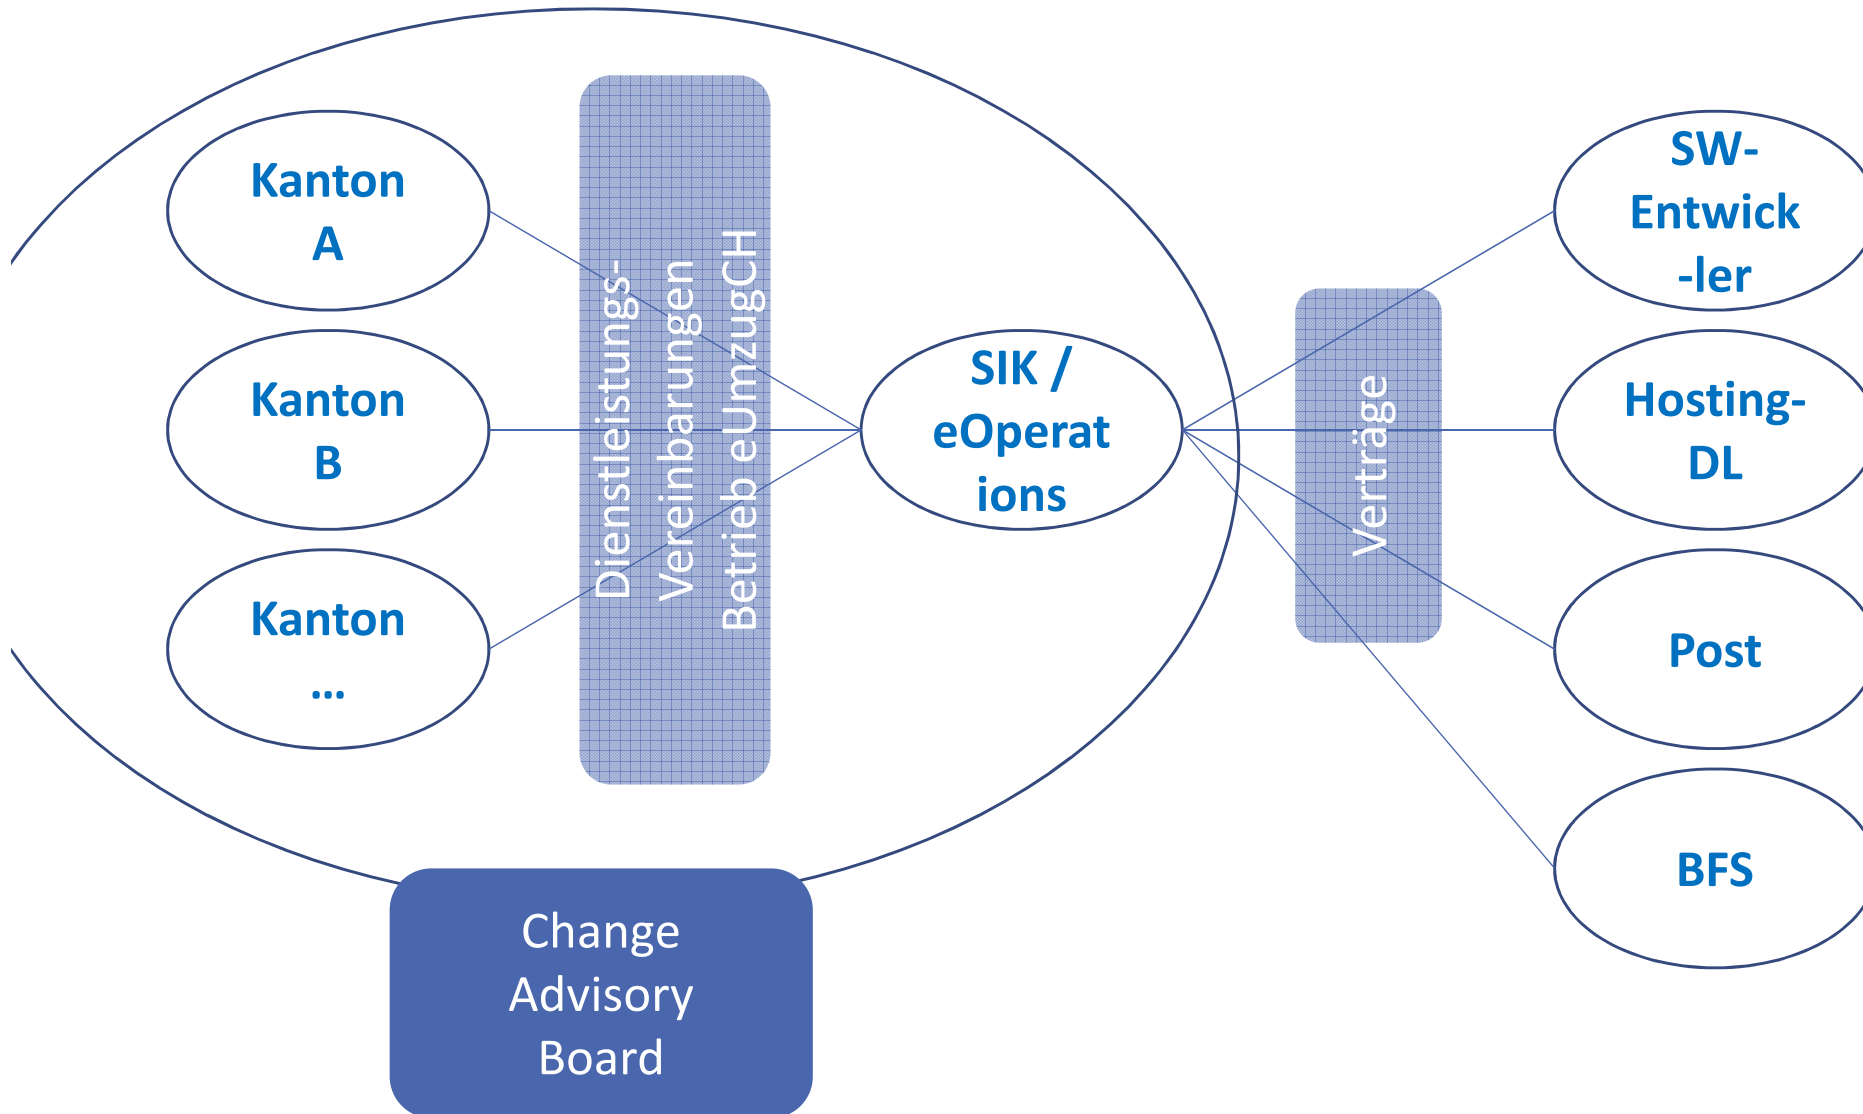 Kanton
A
Kanton
B
Kanton
...
Dienstleistungs-
Vereinbarungen
Betrieb eUmzugCH
SIK /
eOperat
ions
Verträge
SW-
Entwick
-ler
Hosting-
DL
Post
BFS
Change
Advisory
Board